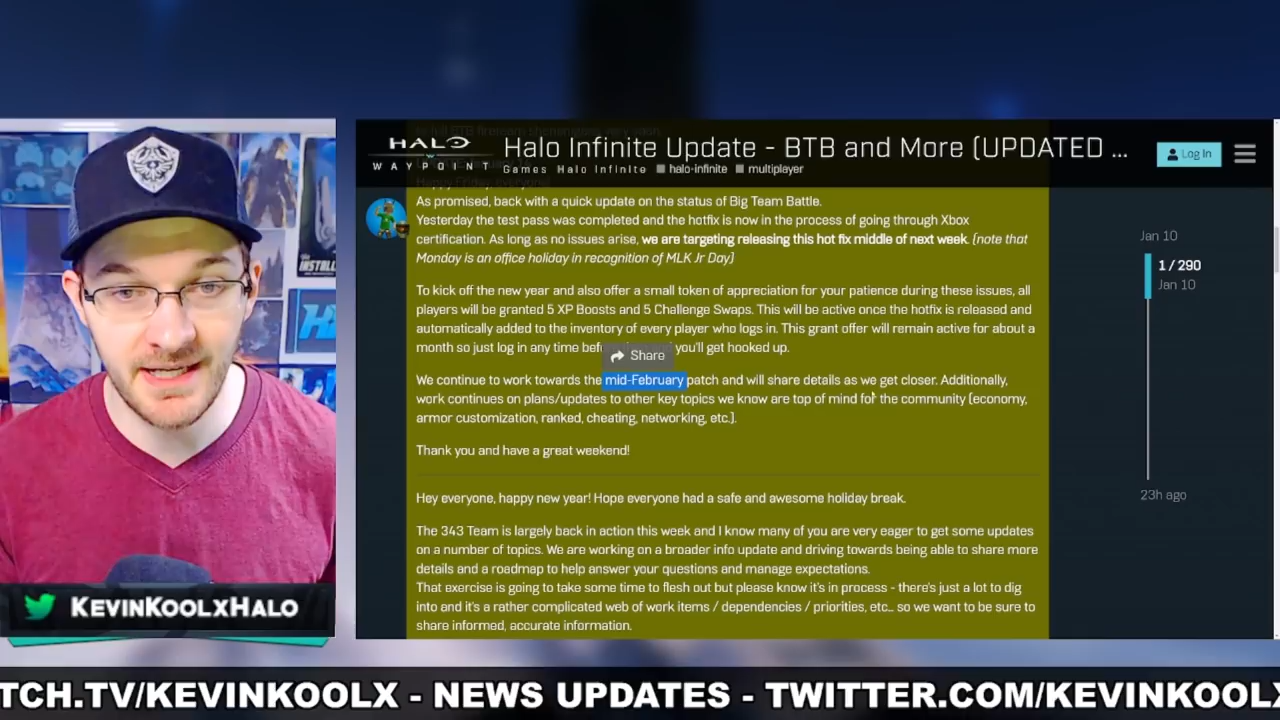 HALO
WAYPOINT
Halo Infinite Update - BTB and More (UPDATED ...
Games Halo Infinite halo-infinite multiplayer
Log In
As promised, back with a quick update on the status of Big Team Battle.
Yesterday the test pass was completed and the hotfix is now in the process of going through Xbox
certification. As long as no issues arise, we are targeting releasing this hot fix middle of next week. (note that
Monday is an office holiday in recognition of MLK Jr Day)
To kick off the new year and also offer a small token of appreciation for your patience during these issues, all
players will be granted 5 XP Boosts and 5 Challenge Swaps. This will be active once the hotfix is released and
automatically added to the inventory of every player who logs in. This grant offer will remain active for about a
month so just log in any time you'll get hooked up.
Share
We continue to work towards the mid-February patch and will share details as we get closer. Additionally,
work continues on plans/updates to other key topics we know are top of mind for the community (economy,
armor customization, ranked, cheating, networking, etc.).
Thank you and have a great weekend!
Hey everyone, happy new year! Hope everyone had a safe and awesome holiday break.
The 343 Team is largely back in action this week and I know many of you are very eager to get some updates
on a number of topics. We are working on a broader info update and driving towards being able to share more
details and a roadmap to help answer your questions and manage expectations.
That exercise is going to take some time to flesh out but please know it's in process - there's just a lot to dig
into and it's a rather complicated web of work items / dependencies / priorities, etc... so we want to be sure to
share informed, accurate information.
Jan 10
1 / 290
Jan 10
23h ago
INSTALL
KEVINKOOLXHALO
TCH.TV/KEVINKOOLX - NEWS UPDATES - TWITTER.COM/KEVINKOOLX